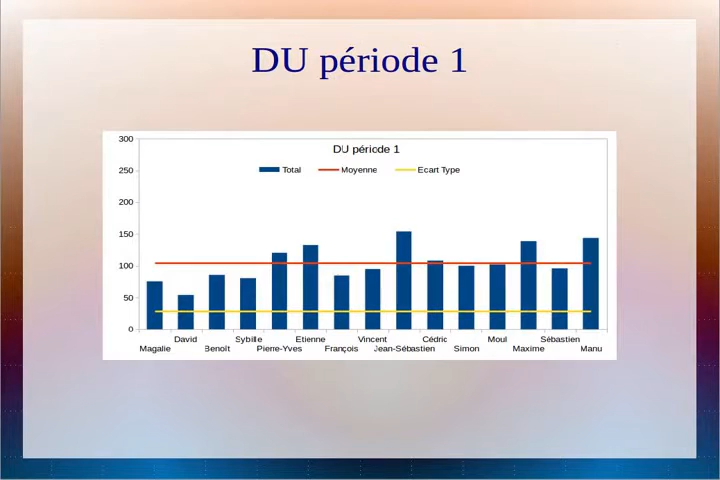 DU période 1
300
DU période 1
250
Total Moyenne Ecart Type
200
150
100
50
0
David Sybille Etienne Vincent Cédric Moul Sébastien
Magalie Benoît Pierre-Yves François Jean-Sébastien Simon Maxime Manu